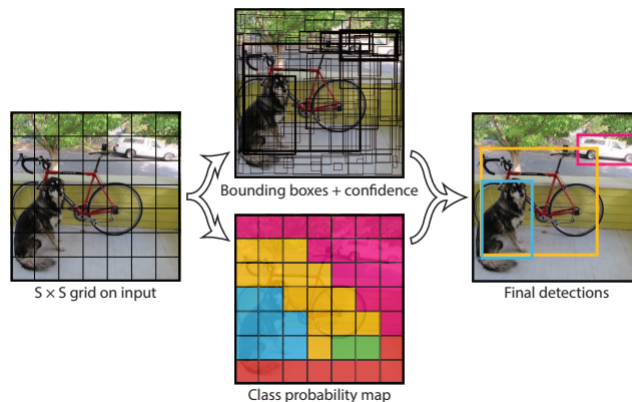 S × S grid on input
Bounding boxes + confidence
Class probability map
Final detections